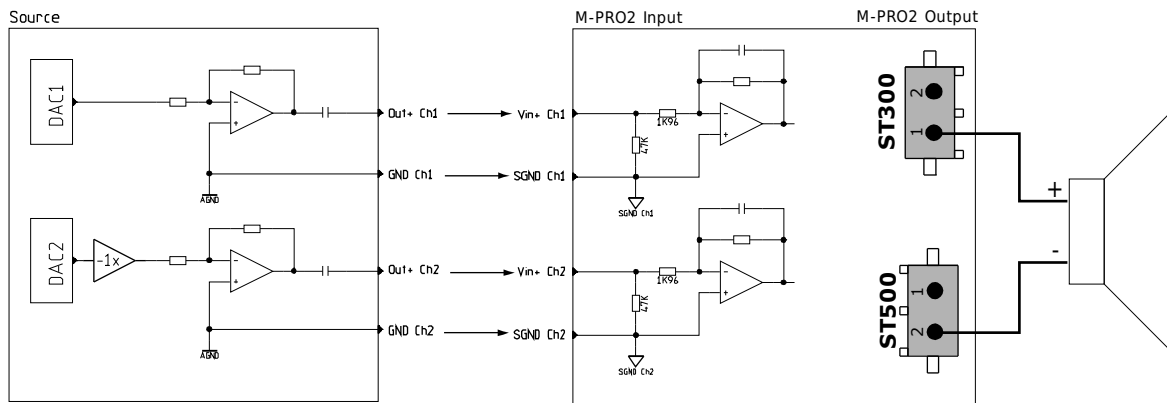 Source
M-PRO2 Input
M-PRO2 Output
DAC1
-
+
Out+ Ch1
Vin+ Ch1
1K96
47K
-
+
GND Ch1
SGND Ch1
AGND
SGND Ch1
ST300
2
1
+
DAC2
-1x
-
+
Out+ Ch2
Vin+ Ch2
1K96
47K
-
+
GND Ch2
SGND Ch2
AGND
SGND Ch2
ST500
1
2
-